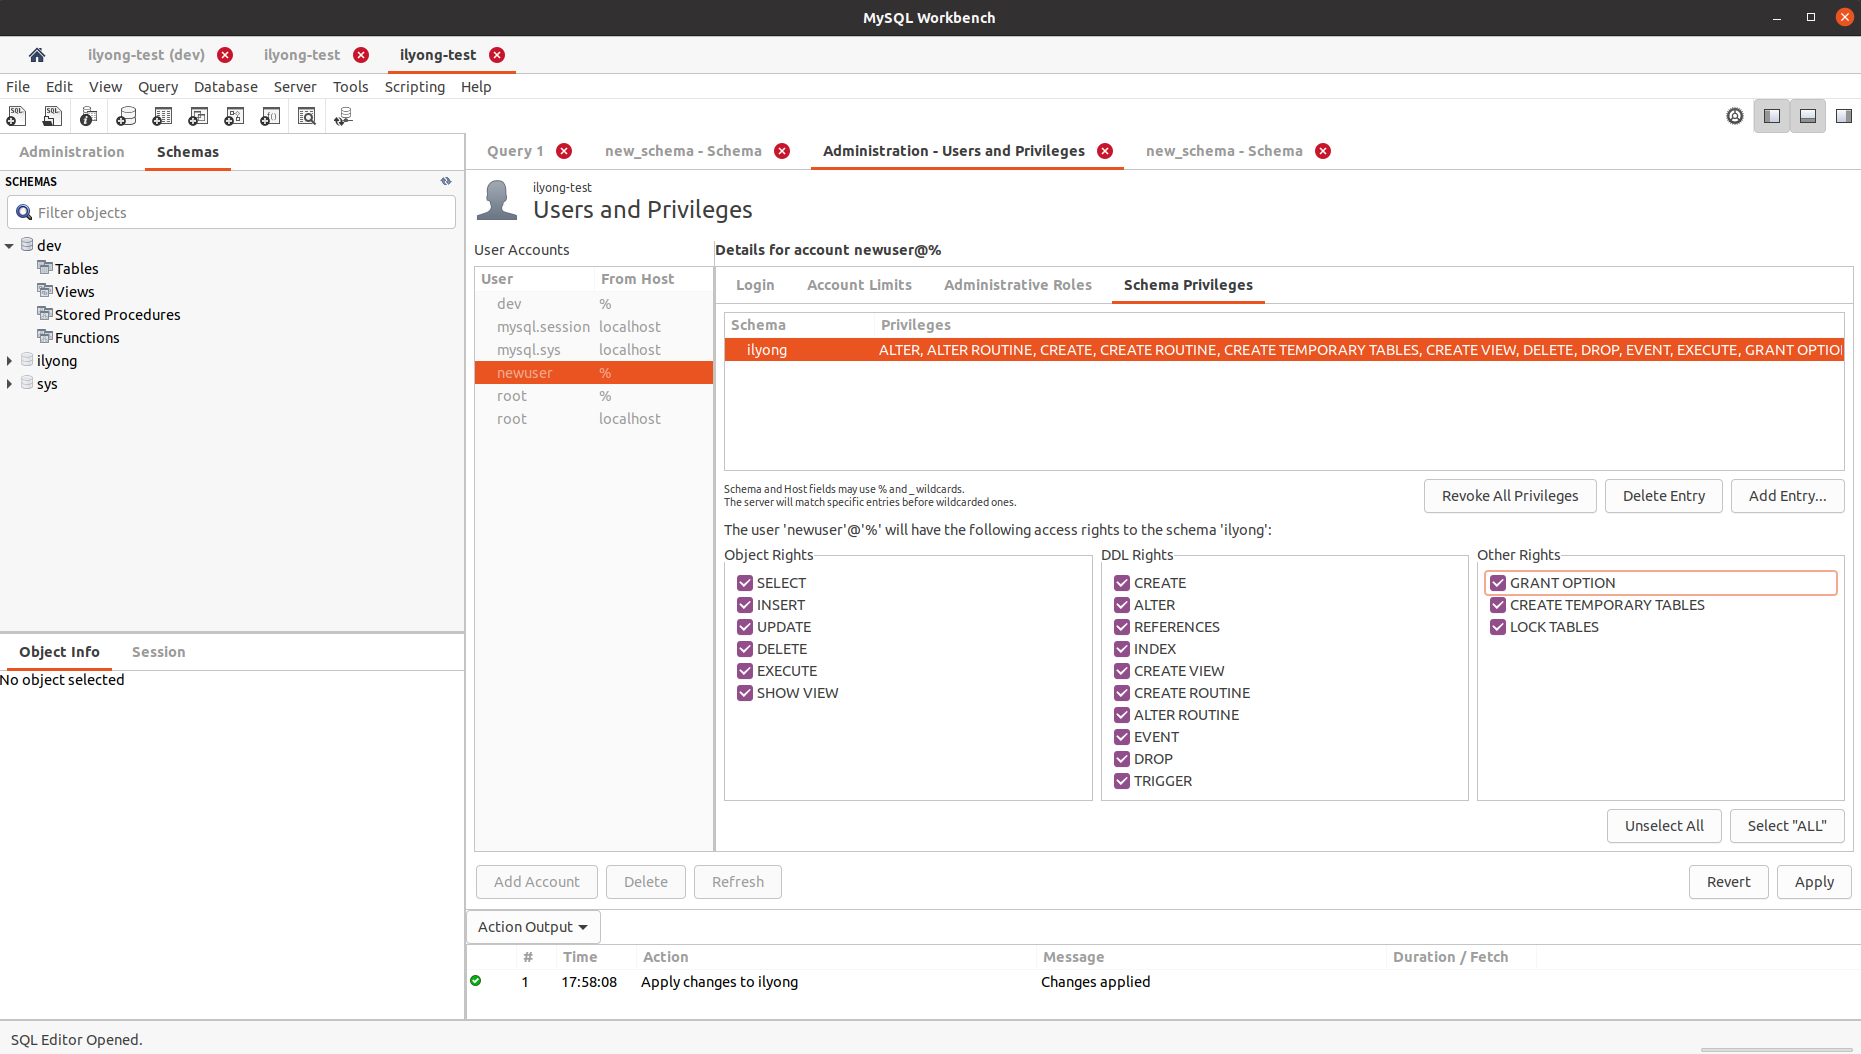 MySQL Workbench
ilyong-test (dev) ilyong-test ilyong-test
File Edit View Query Database Server Tools Scripting Help
Administration Schemas
SCHEMAS
Filter objects
dev
Tables
Views
Stored Procedures
Functions
ilyong
sys
Object Info Session
No object selected
Query 1 new_schema - Schema Administration - Users and Privileges new_schema - Schema
ilyong-test
Users and Privileges
User Accounts
User From Host
dev %
mysql.session localhost
mysql.sys localhost
newuser %
root %
root localhost
Details for account newuser@%
Login Account Limits Administrative Roles Schema Privileges
Schema Privileges
ilyong ALTER, ALTER ROUTINE, CREATE, CREATE ROUTINE, CREATE TEMPORARY TABLES, CREATE VIEW, DELETE, DROP, EVENT, EXECUTE, GRANT OPTIO
Schema and Host fields may use % and _ wildcards.
The server will match specific entries before wildcarded ones.
Revoke All Privileges Delete Entry Add Entry...
The user 'newuser'@'%' will have the following access rights to the schema 'ilyong':
Object Rights
SELECT
INSERT
UPDATE
DELETE
EXECUTE
SHOW VIEW
DDL Rights
CREATE
ALTER
REFERENCES
INDEX
CREATE VIEW
CREATE ROUTINE
ALTER ROUTINE
EVENT
DROP
TRIGGER
Other Rights
GRANT OPTION
CREATE TEMPORARY TABLES
LOCK TABLES
Unselect All Select "ALL"
Add Account Delete Refresh Revert Apply
Action Output
# Time Action Message Duration / Fetch
1 17:58:08 Apply changes to ilyong Changes applied
SQL Editor Opened.